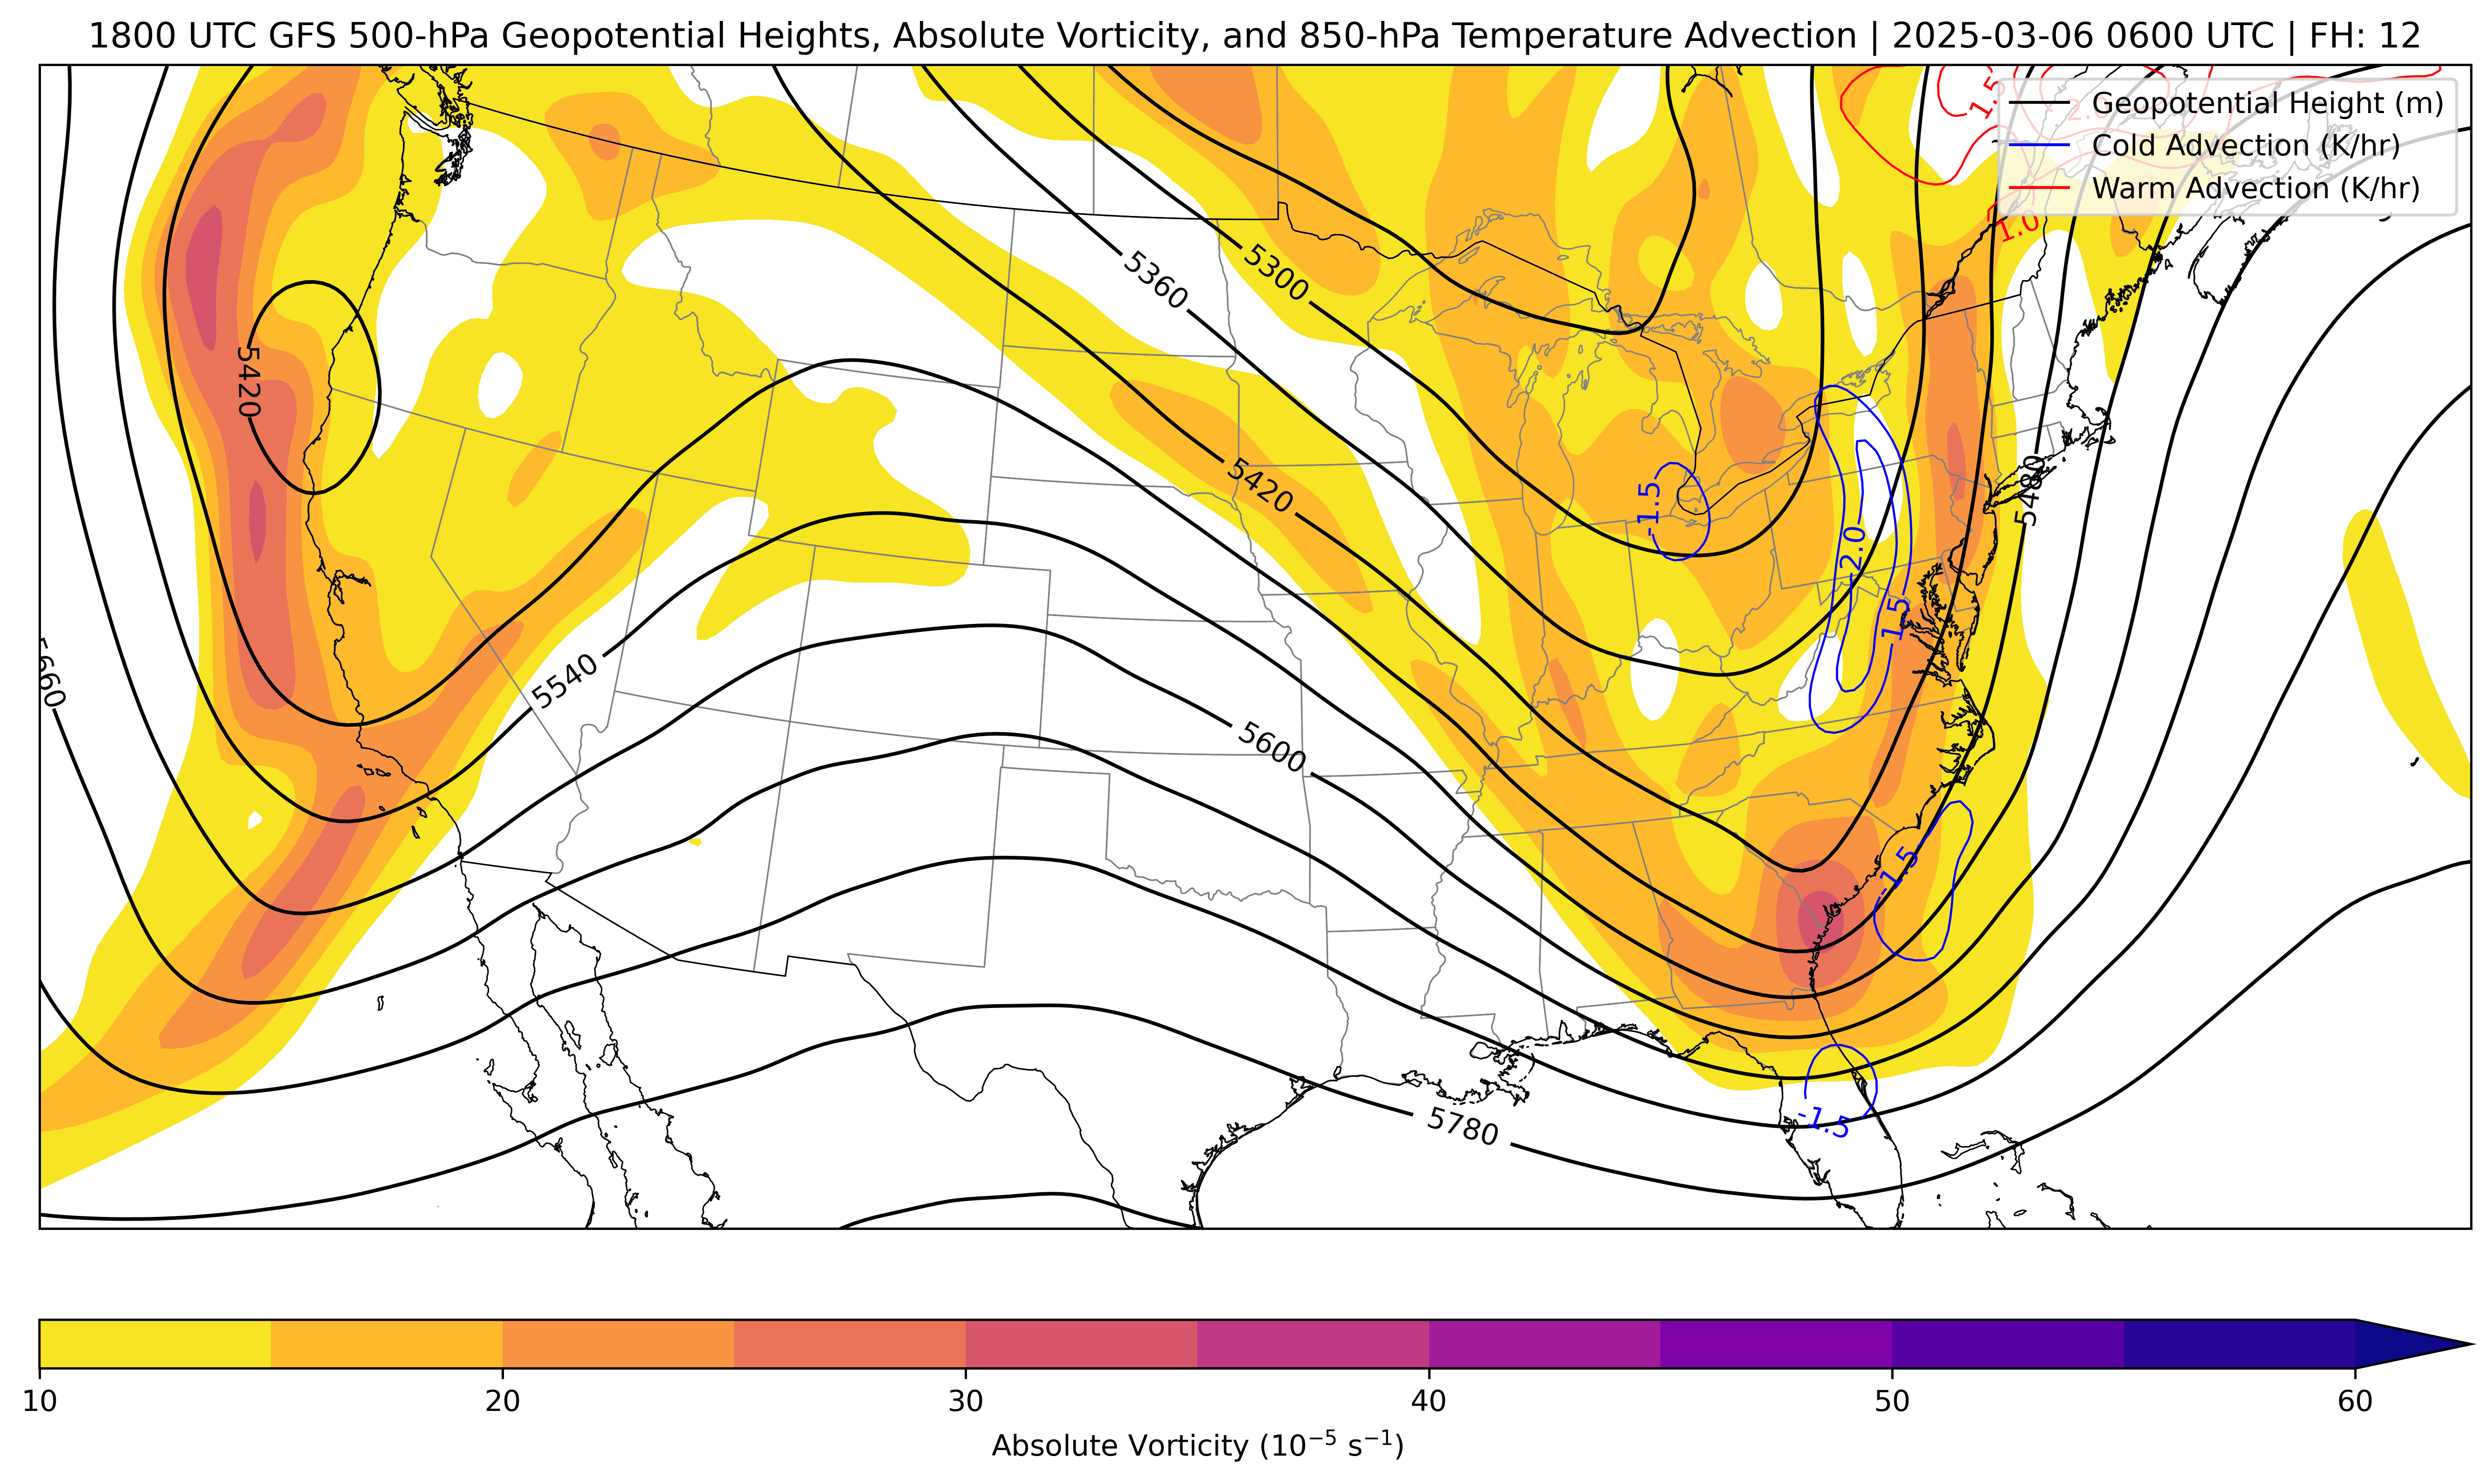 1800 UTC GFS 500-hPa Geopotential Heights, Absolute Vorticity, and 850-hPa Temperature Advection | 2025-03-06 0600 UTC | FH: 12
Geopotential Height (m)
Cold Advection (K/hr)
Warm Advection (K/hr)
1.5
2.0
1.0
5360
5300
5420
5420
-1.5
5480
-2.0
-1.5
5660
5540
5600
-1.5
5780
-1.5
10 20 30 40 50 60
Absolute Vorticity (10⁻⁵ s⁻¹)